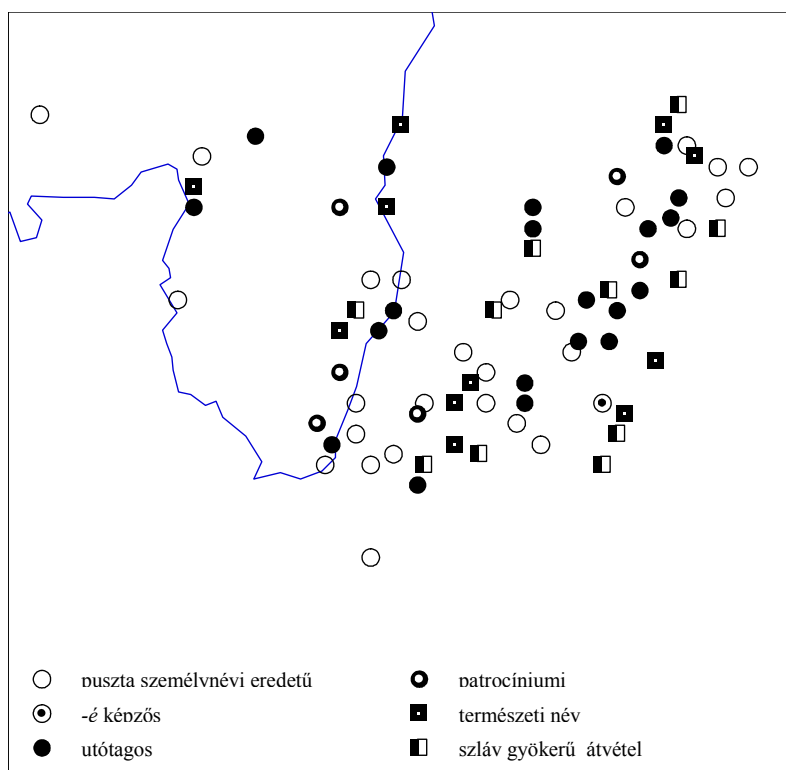 puszta személynévi eredetű
-é képzős
utótagos
patrocíniumi
természeti név
szláv gyökerű átvétel